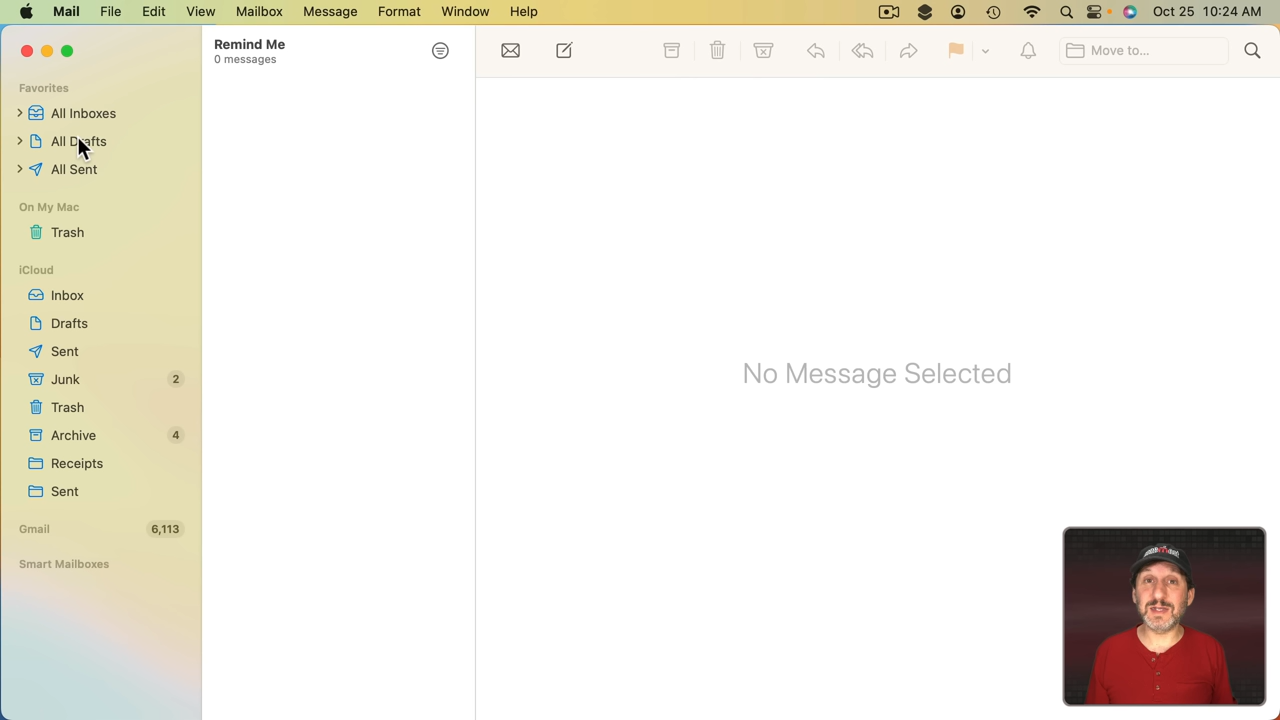 Mail File Edit View Mailbox Message Format Window Help Oct 25 10:24 AM
Remind Me
0 messages
Move to...
Favorites
All Inboxes
All Drafts
All Sent
On My Mac
Trash
iCloud
Inbox
Drafts
Sent
Junk 2
Trash
Archive 4
Receipts
Sent
Gmail 6,113
Smart Mailboxes
No Message Selected